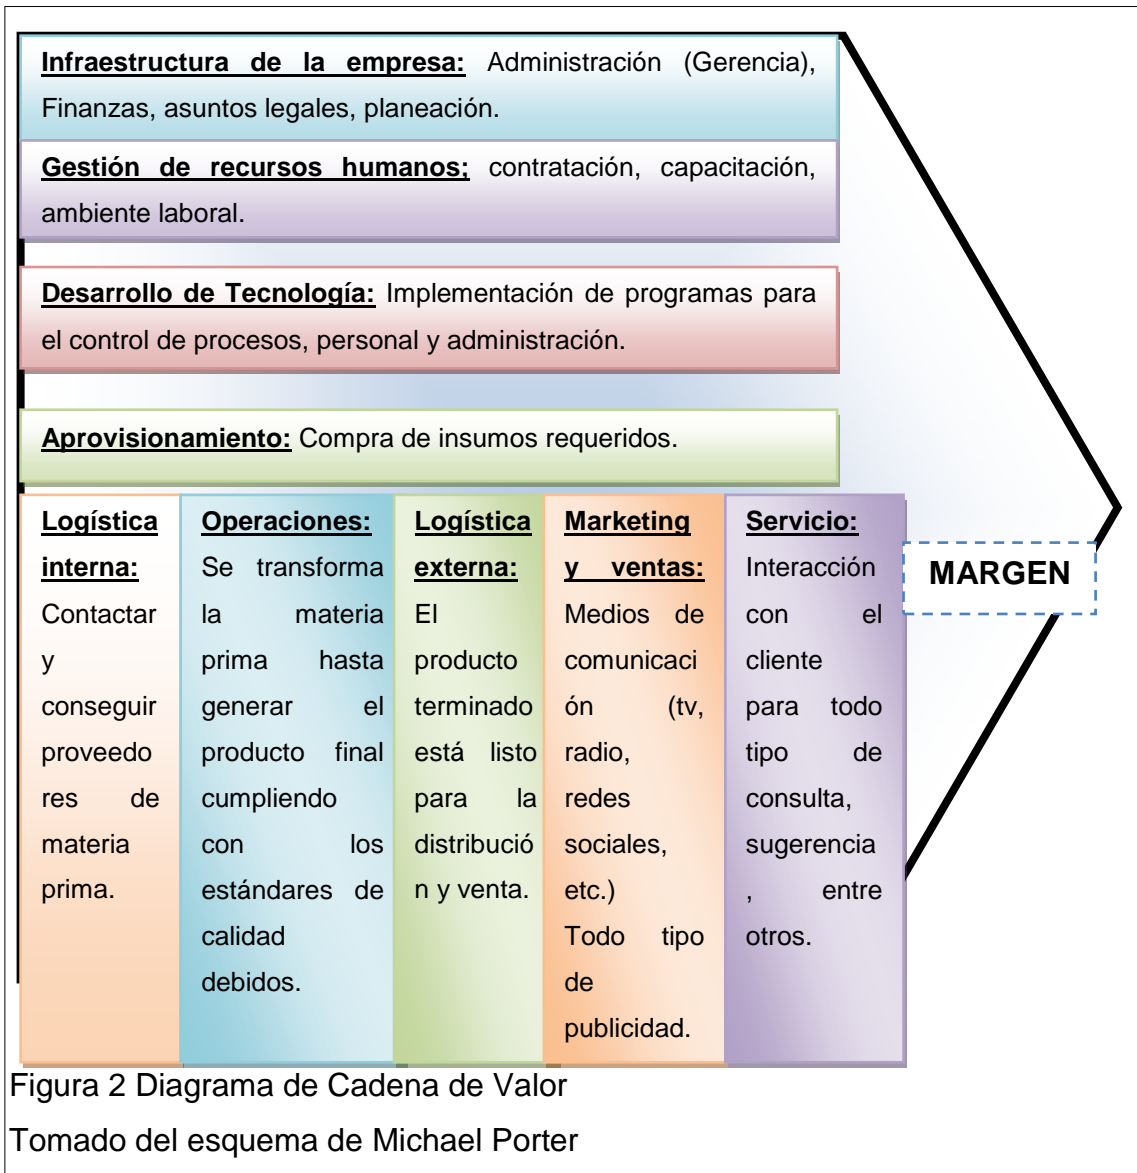 Infraestructura de la empresa: Administración (Gerencia),
Finanzas, asuntos legales, planeación.
Gestión de recursos humanos; contratación, capacitación,
ambiente laboral.
Desarrollo de Tecnología: Implementación de programas para
el control de procesos, personal y administración.
Aprovisionamiento: Compra de insumos requeridos.
Logística
interna:
Contactar
y
conseguir
proveedo
res de
materia
prima.
Operaciones:
Se transforma
la materia
prima hasta
generar el
producto final
cumpliendo
con los
estándares de
calidad
debidos.
Logística
externa:
El
producto
terminado
está listo
para la
distribució
n y venta.
Marketing
y ventas:
Medios de
comunicaci
ón (tv,
radio,
redes
sociales,
etc.)
Todo tipo
de
publicidad.
Servicio:
Interacción
con el
cliente
para todo
tipo de
consulta,
sugerencia
, entre
otros.
MARGEN
Figura 2 Diagrama de Cadena de Valor
Tomado del esquema de Michael Porter